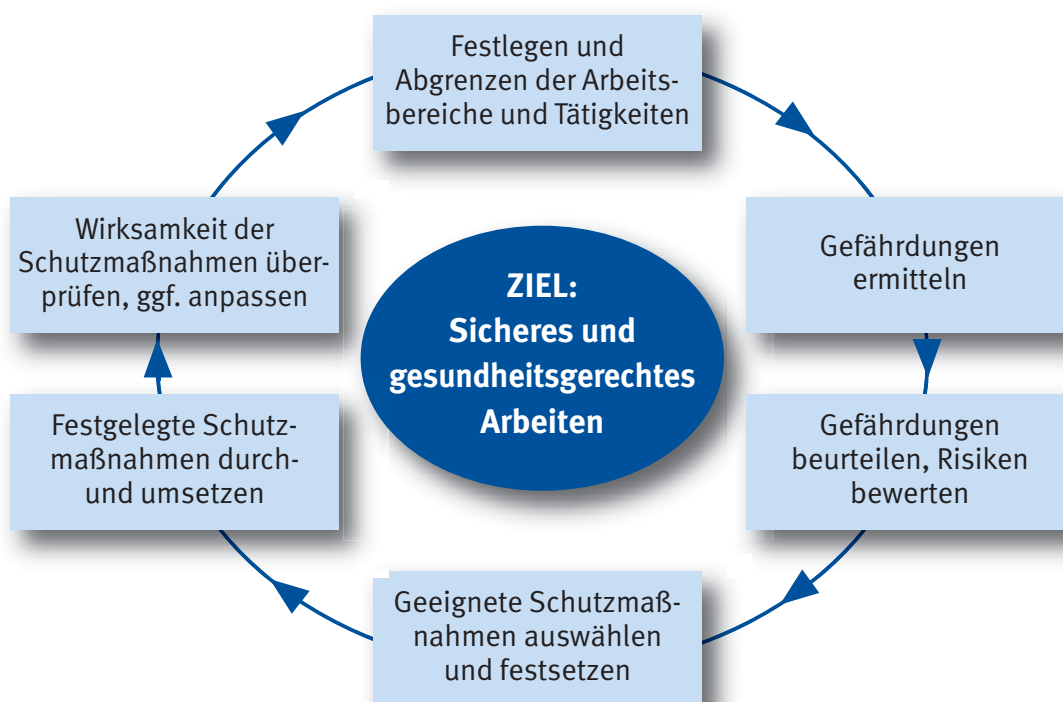 Festlegen und
Abgrenzen der Arbeits-
bereiche und Tätigkeiten
Gefährdungen
ermitteln
Gefährdungen
beurteilen, Risiken
bewerten
Geeignete Schutzmaß-
nahmen auswählen
und festsetzen
Festgelegte Schutz-
maßnahmen durch-
und umsetzen
Wirksamkeit der
Schutzmaßnahmen über-
prüfen, ggf. anpassen
ZIEL:
Sicheres und
gesundheitsgerechtes
Arbeiten